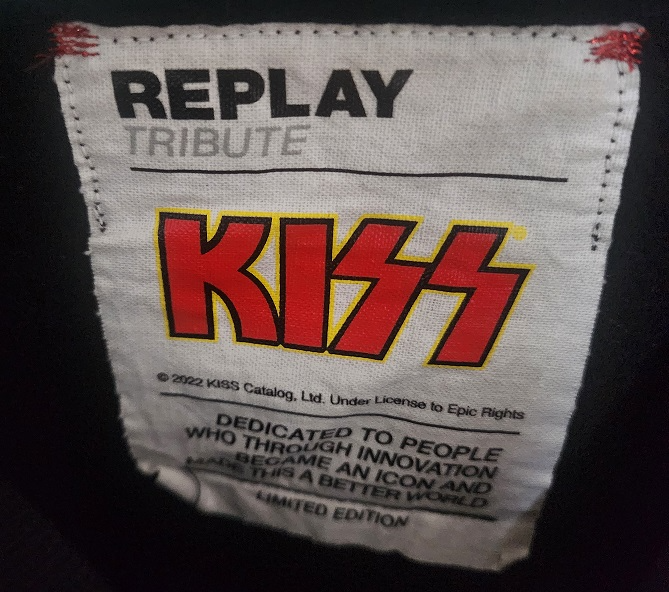 REPLAY
TRIBUTE
KISS
© 2022 KISS Catalog, Ltd. Under License to Epic Rights
DEDICATED TO PEOPLE
WHO THROUGH INNOVATION
BECAME AN ICON AND
MADE THIS A BETTER WORLD
LIMITED EDITION